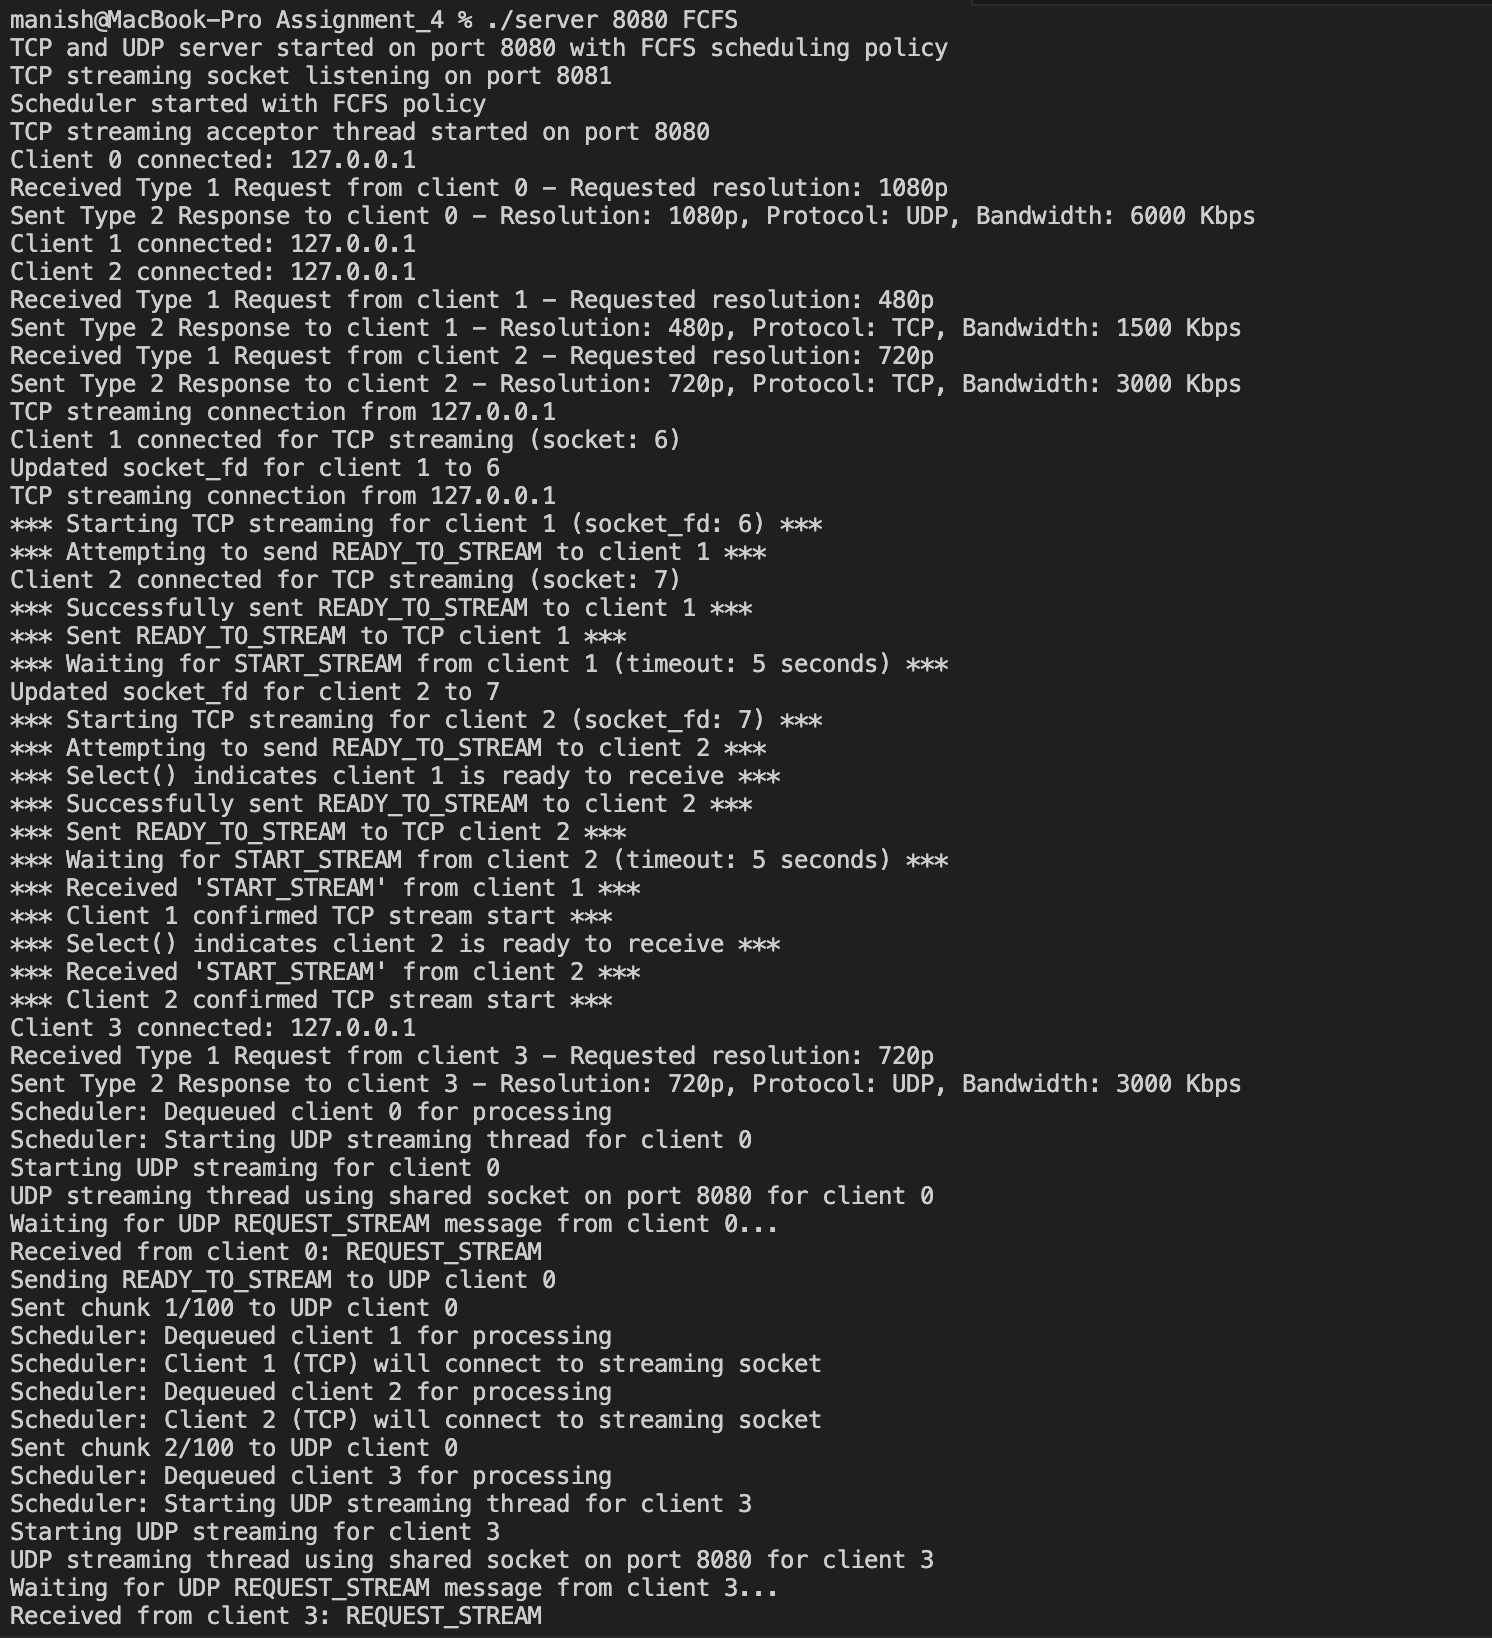 manish@MacBook-Pro Assignment_4 % ./server 8080 FCFS
TCP and UDP server started on port 8080 with FCFS scheduling policy
TCP streaming socket listening on port 8081
Scheduler started with FCFS policy
TCP streaming acceptor thread started on port 8080
Client 0 connected: 127.0.0.1
Received Type 1 Request from client 0 – Requested resolution: 1080p
Sent Type 2 Response to client 0 – Resolution: 1080p, Protocol: UDP, Bandwidth: 6000 Kbps
Client 1 connected: 127.0.0.1
Client 2 connected: 127.0.0.1
Received Type 1 Request from client 1 – Requested resolution: 480p
Sent Type 2 Response to client 1 – Resolution: 480p, Protocol: TCP, Bandwidth: 1500 Kbps
Received Type 1 Request from client 2 – Requested resolution: 720p
Sent Type 2 Response to client 2 – Resolution: 720p, Protocol: TCP, Bandwidth: 3000 Kbps
TCP streaming connection from 127.0.0.1
Client 1 connected for TCP streaming (socket: 6)
Updated socket_fd for client 1 to 6
TCP streaming connection from 127.0.0.1
*** Starting TCP streaming for client 1 (socket_fd: 6) ***
*** Attempting to send READY_TO_STREAM to client 1 ***
Client 2 connected for TCP streaming (socket: 7)
*** Successfully sent READY_TO_STREAM to client 1 ***
*** Sent READY_TO_STREAM to TCP client 1 ***
*** Waiting for START_STREAM from client 1 (timeout: 5 seconds) ***
Updated socket_fd for client 2 to 7
*** Starting TCP streaming for client 2 (socket_fd: 7) ***
*** Attempting to send READY_TO_STREAM to client 2 ***
*** Select() indicates client 1 is ready to receive ***
*** Successfully sent READY_TO_STREAM to client 2 ***
*** Sent READY_TO_STREAM to TCP client 2 ***
*** Waiting for START_STREAM from client 2 (timeout: 5 seconds) ***
*** Received 'START_STREAM' from client 1 ***
*** Client 1 confirmed TCP stream start ***
*** Select() indicates client 2 is ready to receive ***
*** Received 'START_STREAM' from client 2 ***
*** Client 2 confirmed TCP stream start ***
Client 3 connected: 127.0.0.1
Received Type 1 Request from client 3 – Requested resolution: 720p
Sent Type 2 Response to client 3 – Resolution: 720p, Protocol: UDP, Bandwidth: 3000 Kbps
Scheduler: Dequeued client 0 for processing
Scheduler: Starting UDP streaming thread for client 0
Starting UDP streaming for client 0
UDP streaming thread using shared socket on port 8080 for client 0
Waiting for UDP REQUEST_STREAM message from client 0...
Received from client 0: REQUEST_STREAM
Sending READY_TO_STREAM to UDP client 0
Sent chunk 1/100 to UDP client 0
Scheduler: Dequeued client 1 for processing
Scheduler: Client 1 (TCP) will connect to streaming socket
Scheduler: Dequeued client 2 for processing
Scheduler: Client 2 (TCP) will connect to streaming socket
Sent chunk 2/100 to UDP client 0
Scheduler: Dequeued client 3 for processing
Scheduler: Starting UDP streaming thread for client 3
Starting UDP streaming for client 3
UDP streaming thread using shared socket on port 8080 for client 3
Waiting for UDP REQUEST_STREAM message from client 3...
Received from client 3: REQUEST_STREAM